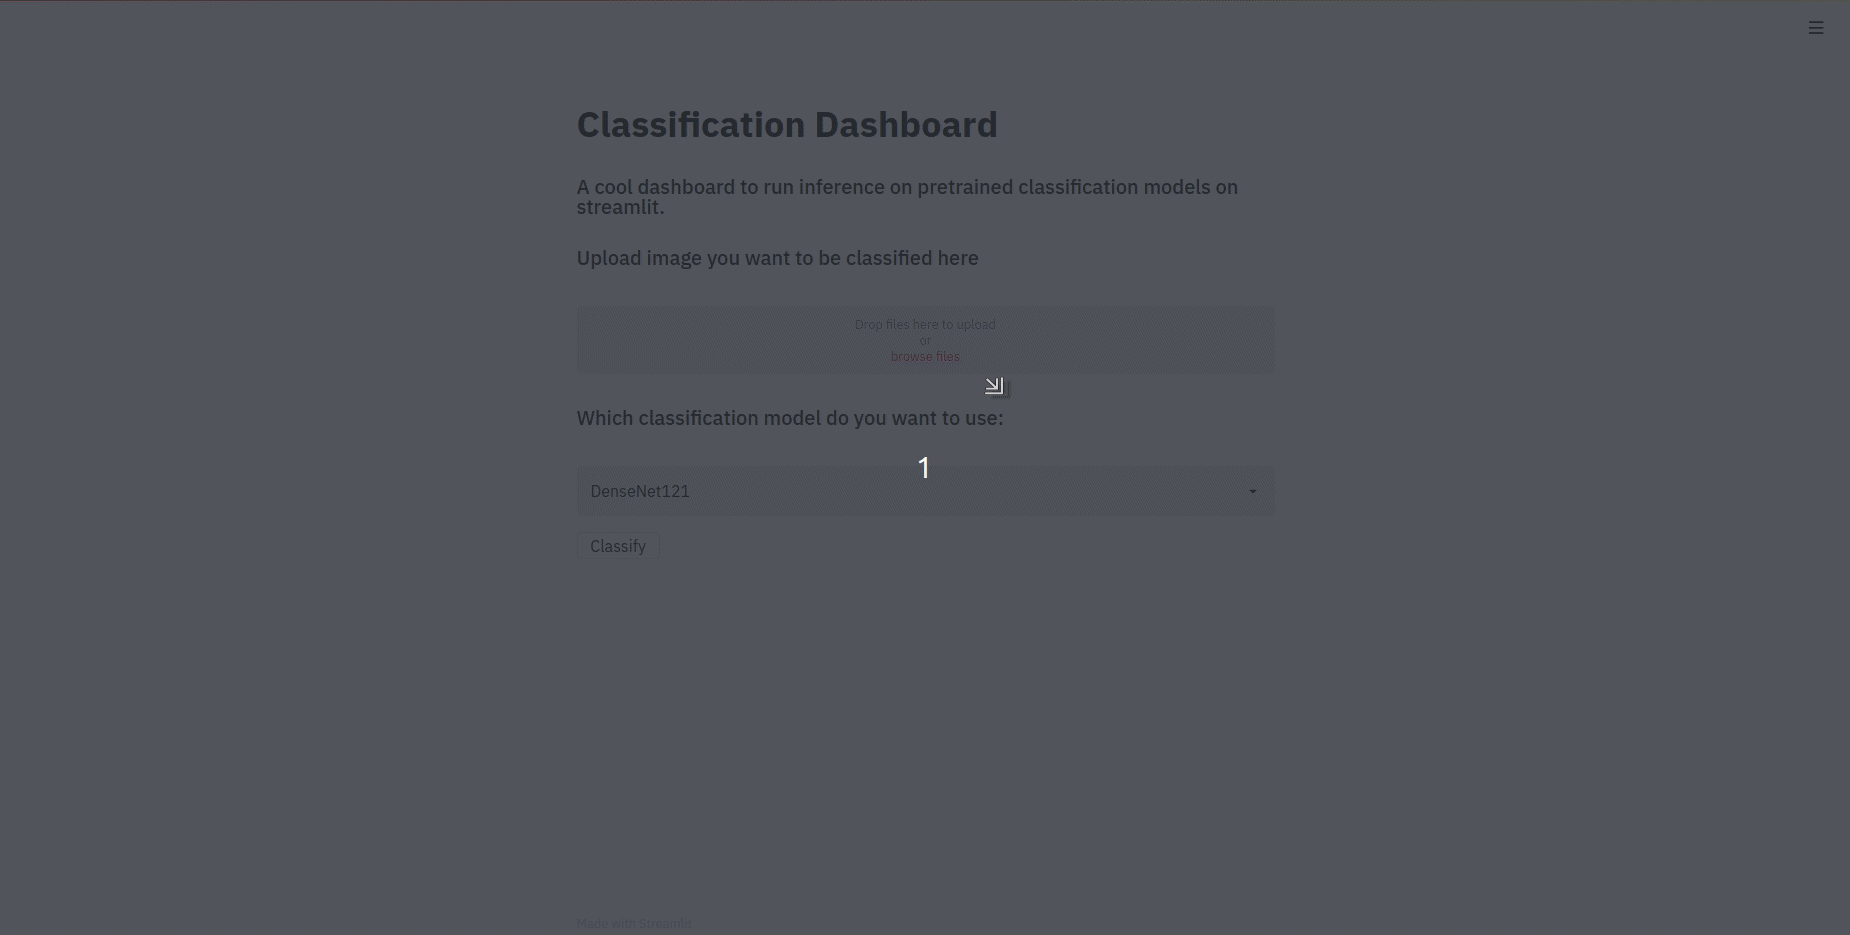 Classification Dashboard
A cool dashboard to run inference on pretrained classification models on
streamlit.
Upload image you want to be classified here
Drop files here to upload
or
browse files
Which classification model do you want to use:
1
DenseNet121
Classify
Made with Streamlit